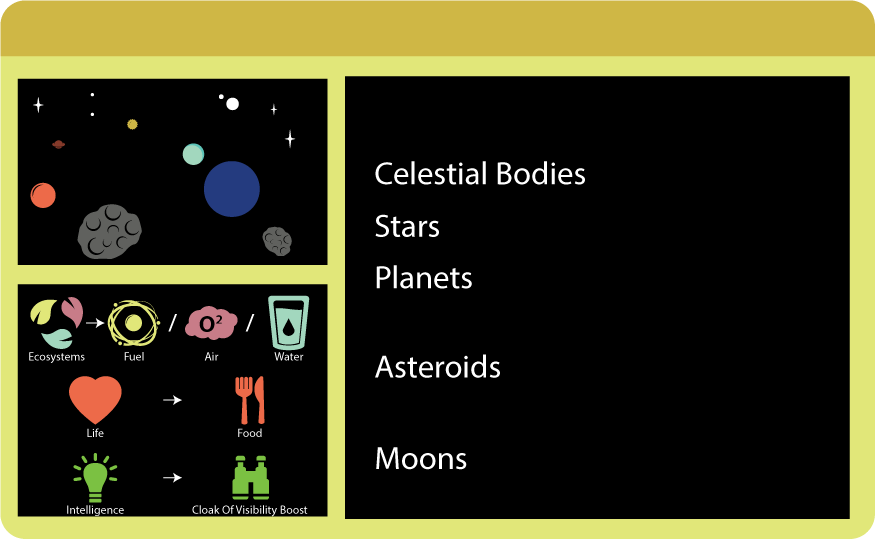 Celestial Bodies
Stars
Planets
Asteroids
Moons
/ O² /
Ecosystems Fuel Air Water
Life Food
Intelligence Cloak Of Visibility Boost